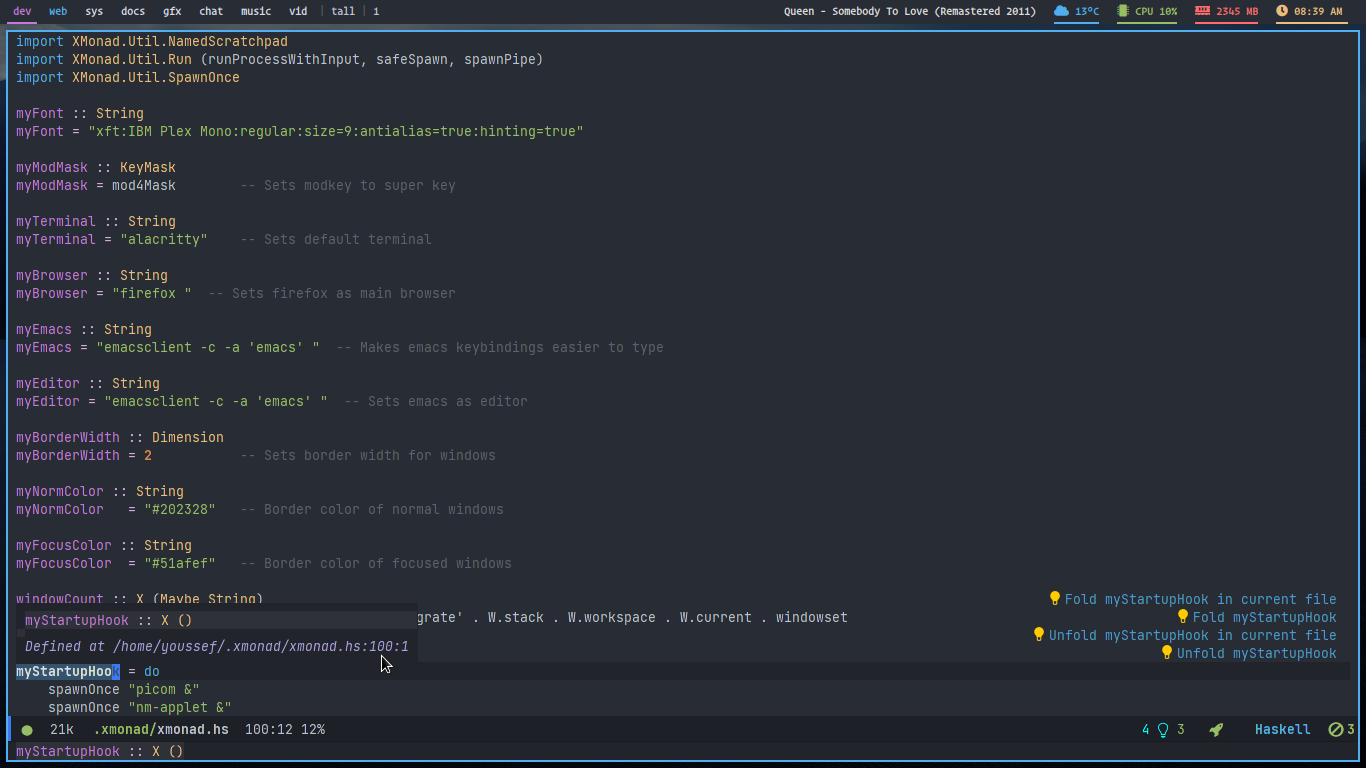 dev web sys docs gfx chat music vid | tall | 1 Queen - Somebody To Love (Remastered 2011) 13°C CPU 10% 2345 MB 08:39 AM
import XMonad.Util.NamedScratchpad
import XMonad.Util.Run (runProcessWithInput, safeSpawn, spawnPipe)
import XMonad.Util.SpawnOnce
myFont :: String
myFont = "xft:IBM Plex Mono:regular:size=9:antialias=true:hinting=true"
myModMask :: KeyMask
myModMask = mod4Mask        -- Sets modkey to super key
myTerminal :: String
myTerminal = "alacritty"    -- Sets default terminal
myBrowser :: String
myBrowser = "firefox "  -- Sets firefox as main browser
myEmacs :: String
myEmacs = "emacsclient -c -a 'emacs' "  -- Makes emacs keybindings easier to type
myEditor :: String
myEditor = "emacsclient -c -a 'emacs' "  -- Sets emacs as editor
myBorderWidth :: Dimension
myBorderWidth = 2           -- Sets border width for windows
myNormColor :: String
myNormColor   = "#202328"   -- Border color of normal windows
myFocusColor :: String
myFocusColor  = "#51afef"   -- Border color of focused windows
windowCount :: X (Maybe String) Fold myStartupHook in current file
grate' . W.stack . W.workspace . W.current . windowset Fold myStartupHook
myStartupHook :: X ()
Unfold myStartupHook in current file
Defined at /home/youssef/.xmonad/xmonad.hs:100:1
Unfold myStartupHook
myStartupHook = do
    spawnOnce "picom &"
    spawnOnce "nm-applet &"
21k .xmonad/xmonad.hs 100:12 12% 4 3 Haskell 3
myStartupHook :: X ()